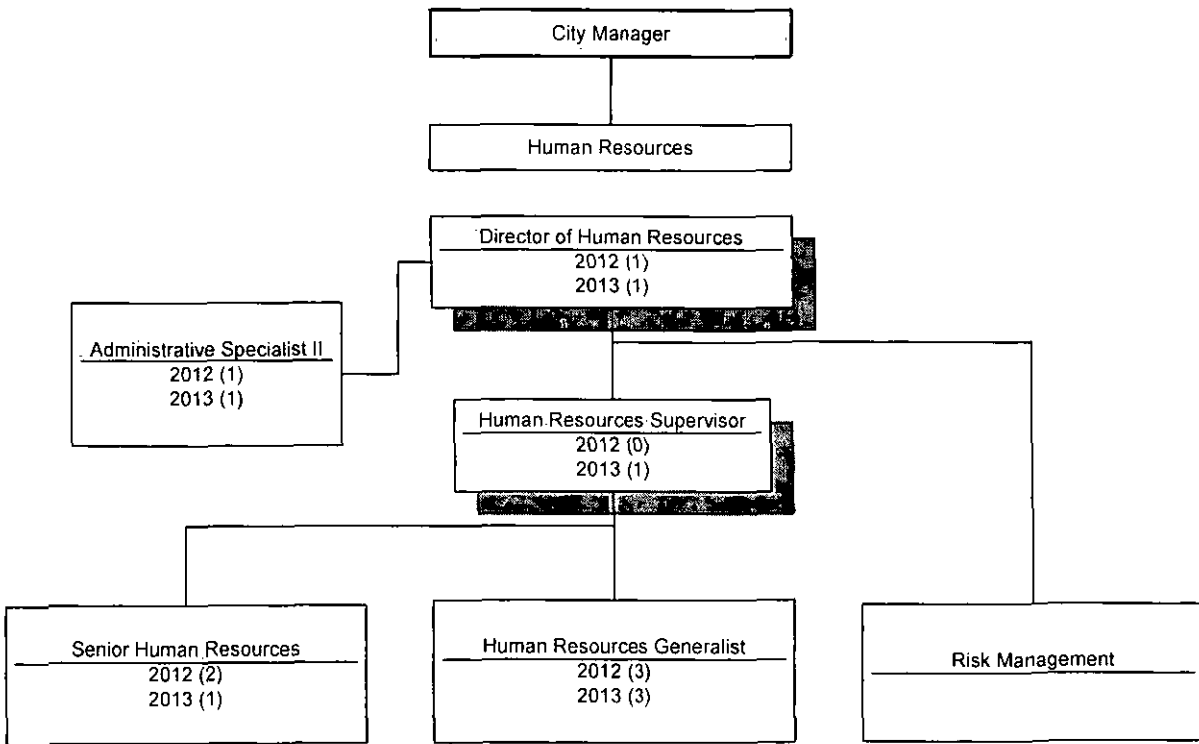 City Manager
Human Resources
Director of Human Resources
2012 (1)
2013 (1)
Administrative Specialist II
2012 (1)
2013 (1)
Human Resources Supervisor
2012 (0)
2013 (1)
Senior Human Resources
2012 (2)
2013 (1)
Human Resources Generalist
2012 (3)
2013 (3)
Risk Management